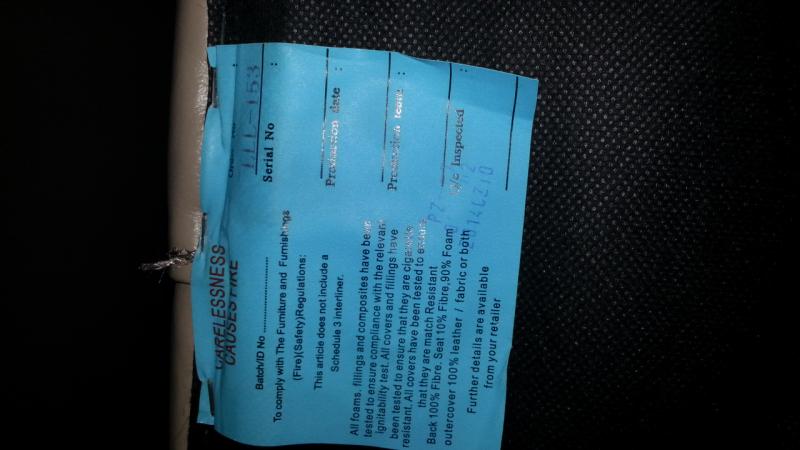 CARELESSNESS
CAUSES FIRE
Batch/ID No
To comply with The Furniture and Furnishings
(Fire)(Safety)Regulations:
This article does not include a
Schedule 3 interliner.
All foams, fillings and composites have been
tested to ensure compliance with the relevant
ignitability test. All covers and fillings have
been tested to ensure that they are cigarette
resistant. All covers have been tested to ensure
that they are match Resistant
Back 100% Fibre. Seat 10% Fibre,90% Foam
outercover 100% leather / fabric or both
Further details are available
from your retailer
No :
Serial No :
Production date :
Production team :
Q/c Inspected :